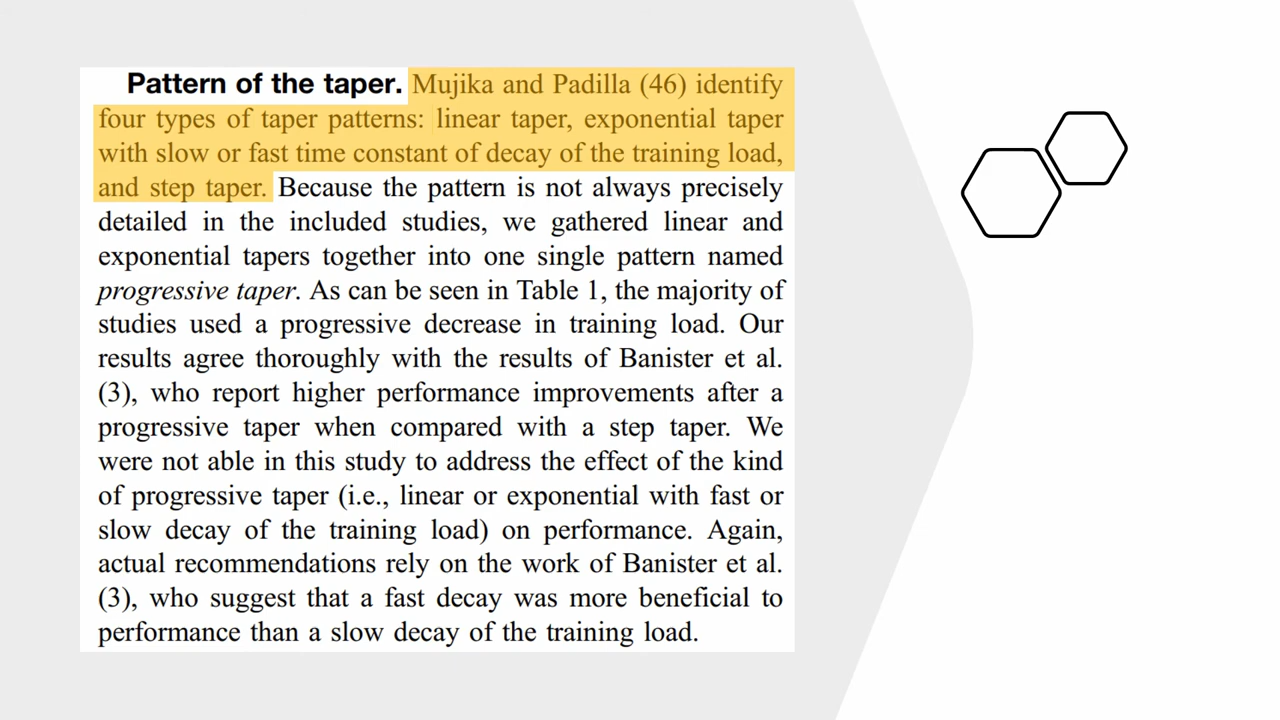 Pattern of the taper. Mujika and Padilla (46) identify
four types of taper patterns: linear taper, exponential taper
with slow or fast time constant of decay of the training load,
and step taper. Because the pattern is not always precisely
detailed in the included studies, we gathered linear and
exponential tapers together into one single pattern named
progressive taper. As can be seen in Table 1, the majority of
studies used a progressive decrease in training load. Our
results agree thoroughly with the results of Banister et al.
(3), who report higher performance improvements after a
progressive taper when compared with a step taper. We
were not able in this study to address the effect of the kind
of progressive taper (i.e., linear or exponential with fast or
slow decay of the training load) on performance. Again,
actual recommendations rely on the work of Banister et al.
(3), who suggest that a fast decay was more beneficial to
performance than a slow decay of the training load.